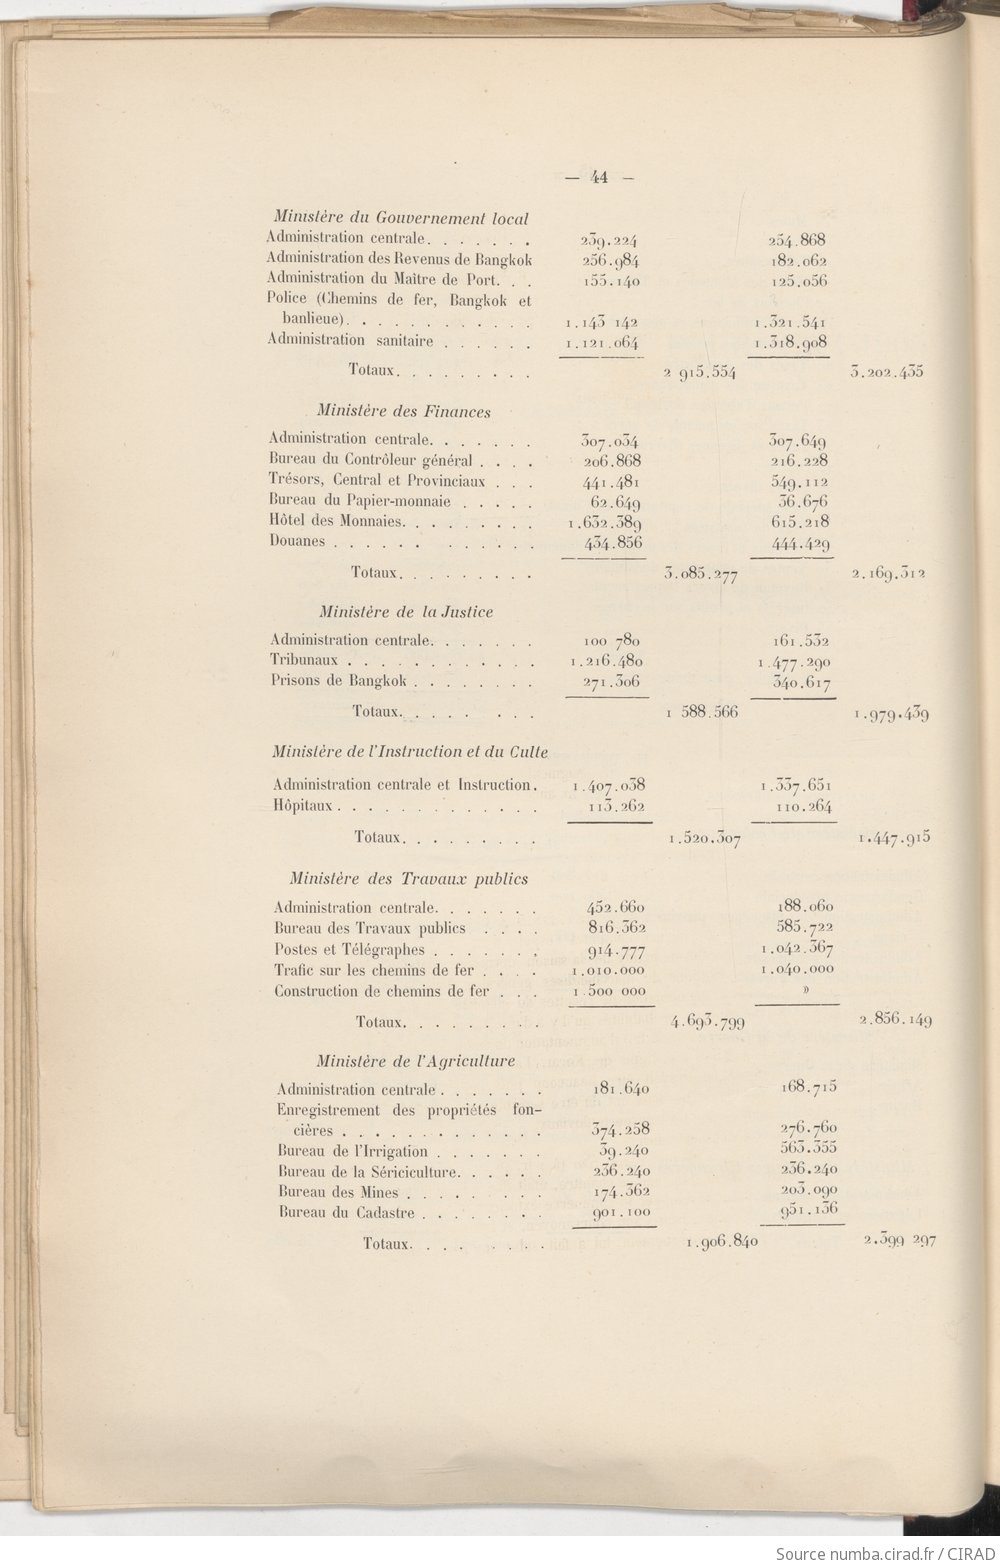 — 44 —
Ministère du Gouvernement local
Administration centrale. . . . . . . 239.224 254.868
Administration des Revenus de Bangkok 256.984 182.062
Administration du Maître de Port. . . 155.140 125.056
Police (Chemins de fer, Bangkok et
banlieue). . . . . . . . . . . . 1.143 142 1.321.541
Administration sanitaire . . . . . . 1.121.064 1.318.908
Totaux. . . . . . . . . 2 915.554 3.202.435
Ministère des Finances
Administration centrale. . . . . . . 307.034 307.649
Bureau du Contrôleur général . . . . 206.868 216.228
Trésors, Central et Provinciaux . . . 441.481 549.112
Bureau du Papier-monnaie . . . . . 62.649 36.676
Hôtel des Monnaies. . . . . . . . . 1.632.389 615.218
Douanes . . . . . . . . . . . . 434.856 444.429
Totaux. . . . . . . . . 3.085.277 2.169.312
Ministère de la Justice
Administration centrale. . . . . . . 100 780 161.532
Tribunaux . . . . . . . . . . . . 1.216.480 1.477.290
Prisons de Bangkok . . . . . . . . 271.306 340.617
Totaux. . . . . . . . 1 588.566 1.979.439
Ministère de l'Instruction et du Culte
Administration centrale et Instruction. 1.407.038 1.337.651
Hôpitaux . . . . . . . . . . . . . 113.262 110.264
Totaux. . . . . . . . . 1.520.307 1.447.915
Ministère des Travaux publics
Administration centrale. . . . . . . 452.660 188.060
Bureau des Travaux publics . . . . 816.362 585.722
Postes et Télégraphes . . . . . . . 914.777 1.042.367
Trafic sur les chemins de fer . . . . 1.010.000 1.040.000
Construction de chemins de fer . . . 1.500 000 »
Totaux. . . . . . . . . 4.693.799 2.856.149
Ministère de l'Agriculture
Administration centrale . . . . . . . 181.640 168.715
Enregistrement des propriétés fon-
cières . . . . . . . . . . . . . 374.258 276.760
Bureau de l'Irrigation . . . . . . . 39.240 563.355
Bureau de la Sériciculture. . . . . . 236.240 236.240
Bureau des Mines . . . . . . . . . 174.362 203.090
Bureau du Cadastre . . . . . . . . 901.100 951.136
Totaux. . . . . . . . 1.906.840 2.399 297
Source numba.cirad.fr / CIRAD